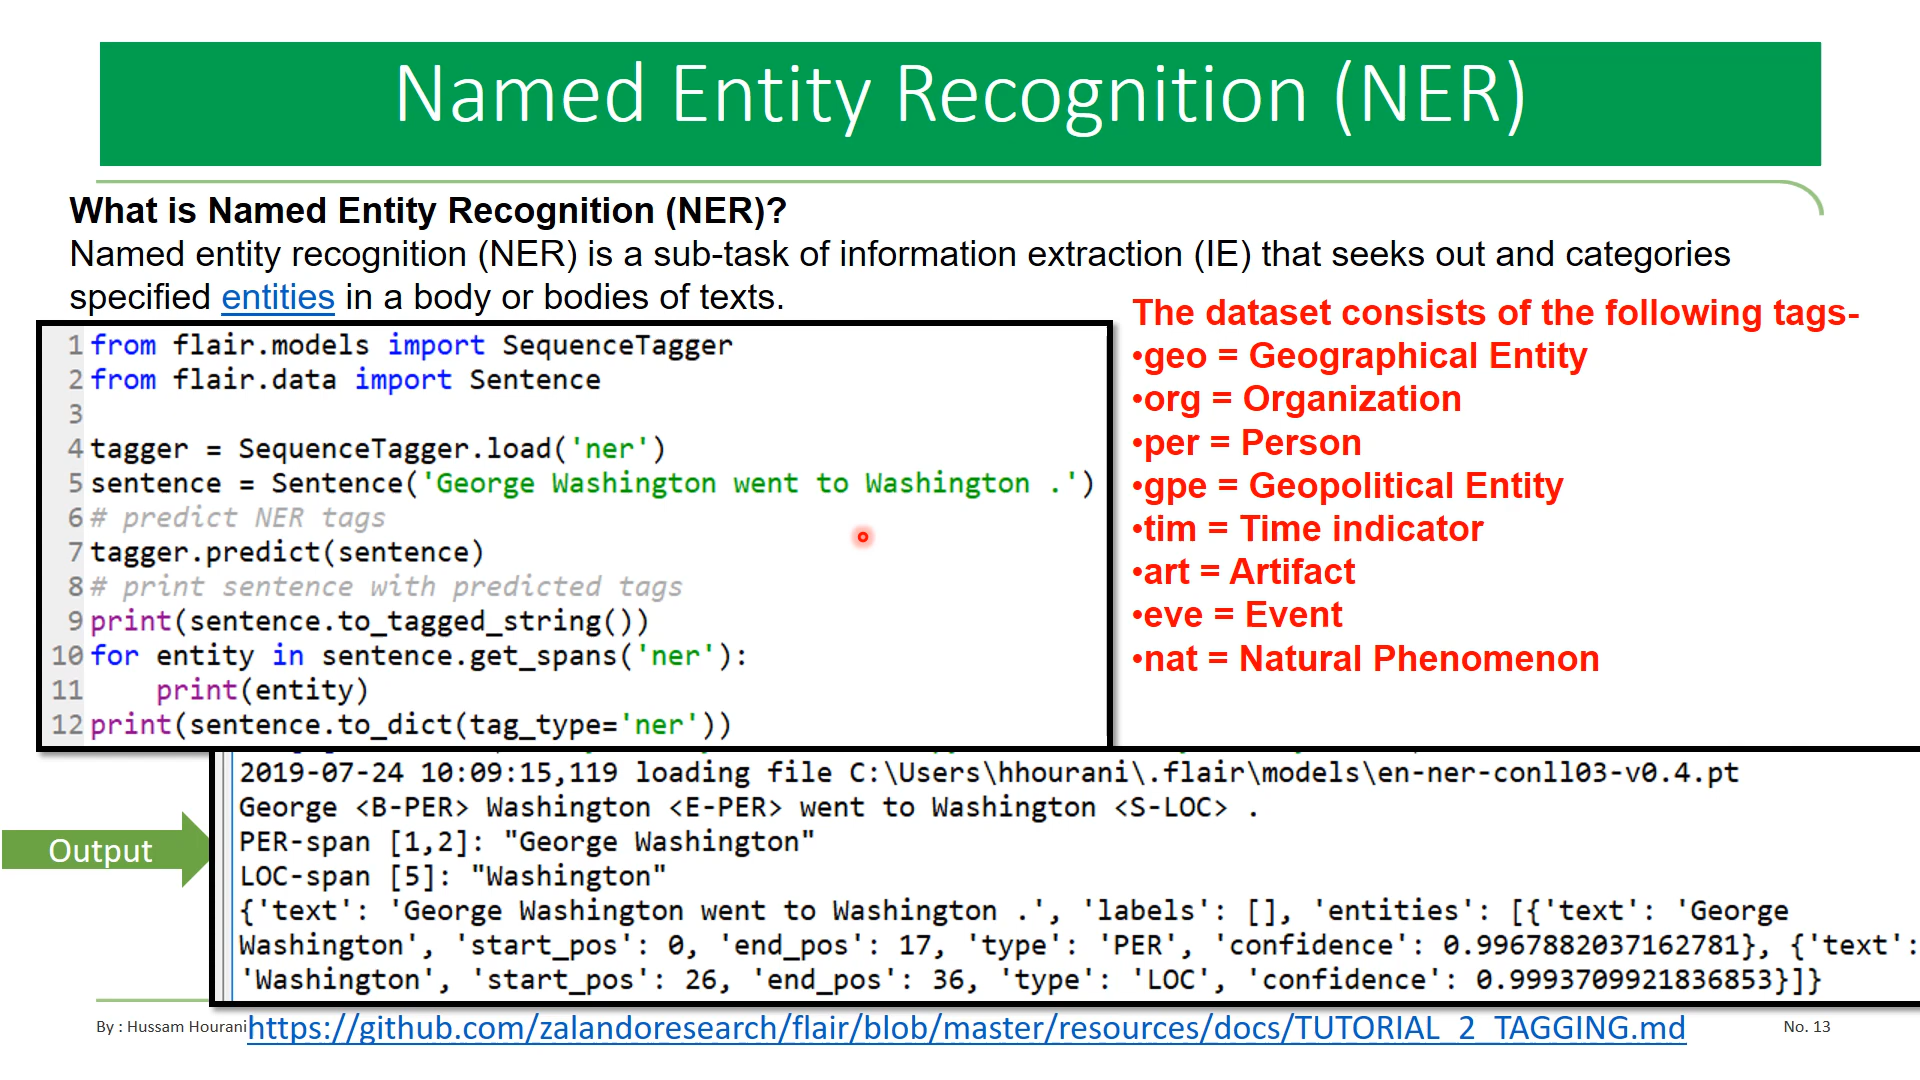 Named Entity Recognition (NER)
What is Named Entity Recognition (NER)?
Named entity recognition (NER) is a sub-task of information extraction (IE) that seeks out and categories
specified entities in a body or bodies of texts.
1 from flair.models import SequenceTagger
2 from flair.data import Sentence
3
4 tagger = SequenceTagger.load('ner')
5 sentence = Sentence('George Washington went to Washington .')
6 # predict NER tags
7 tagger.predict(sentence)
8 # print sentence with predicted tags
9 print(sentence.to_tagged_string())
10 for entity in sentence.get_spans('ner'):
11     print(entity)
12 print(sentence.to_dict(tag_type='ner'))
The dataset consists of the following tags-
•geo = Geographical Entity
•org = Organization
•per = Person
•gpe = Geopolitical Entity
•tim = Time indicator
•art = Artifact
•eve = Event
•nat = Natural Phenomenon
Output
2019-07-24 10:09:15,119 loading file C:\Users\hhourani\.flair\models\en-ner-conll03-v0.4.pt
George <B-PER> Washington <E-PER> went to Washington <S-LOC> .
PER-span [1,2]: "George Washington"
LOC-span [5]: "Washington"
{'text': 'George Washington went to Washington .', 'labels': [], 'entities': [{'text': 'George
Washington', 'start_pos': 0, 'end_pos': 17, 'type': 'PER', 'confidence': 0.9967882037162781}, {'text':
'Washington', 'start_pos': 26, 'end_pos': 36, 'type': 'LOC', 'confidence': 0.9993709921836853}]}
By : Hussam Hourani
https://github.com/zalandoresearch/flair/blob/master/resources/docs/TUTORIAL_2_TAGGING.md
No. 13